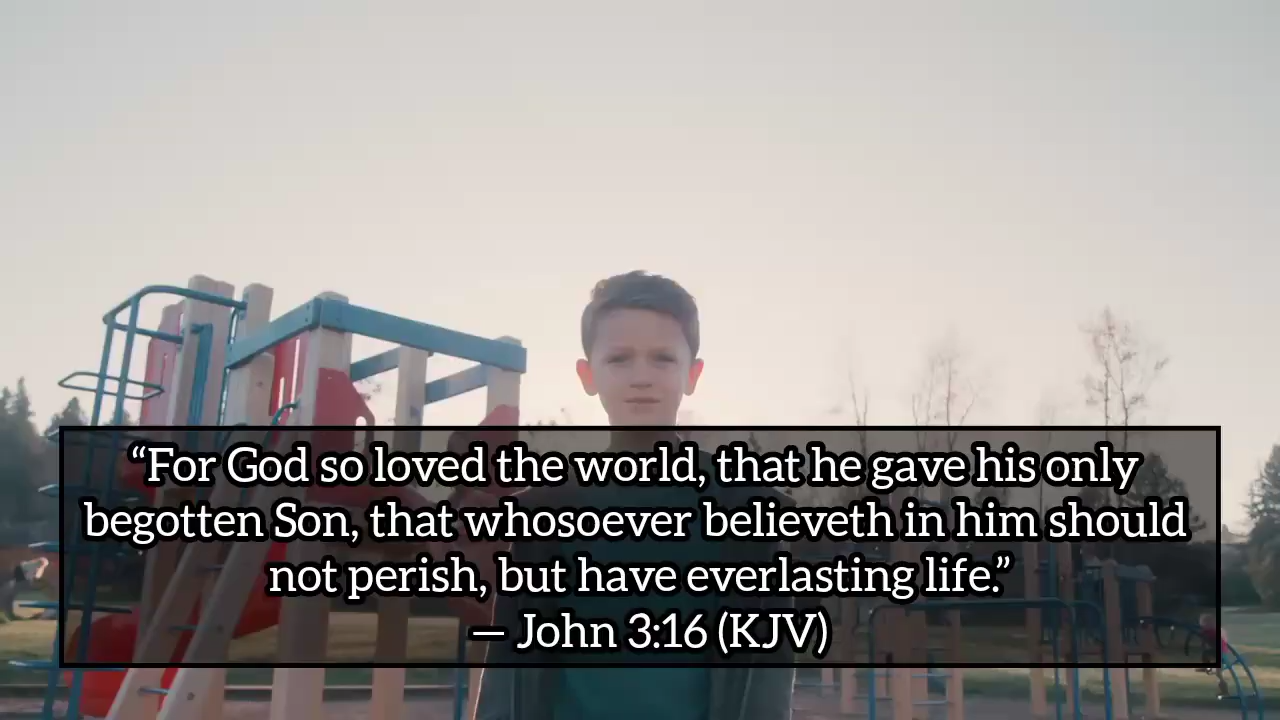 “For God so loved the world, that he gave his only
begotten Son, that whosoever believeth in him should
not perish, but have everlasting life.”
— John 3:16 (KJV)